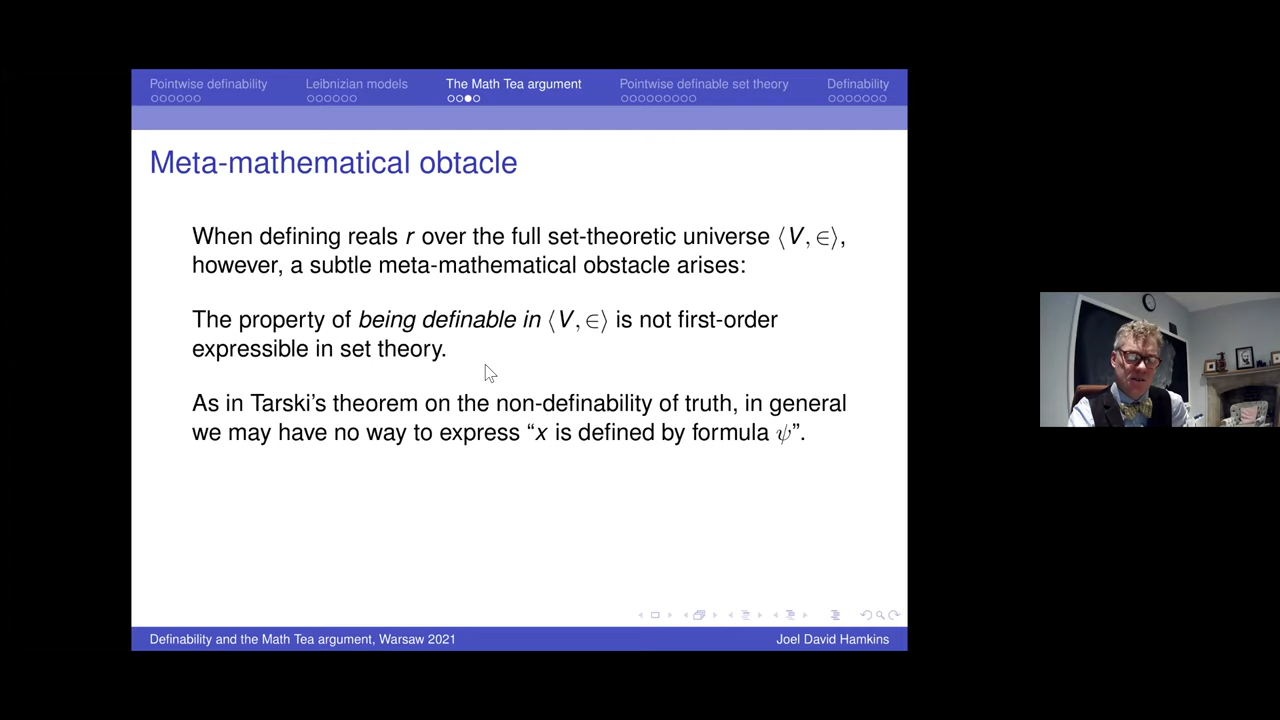 Pointwise definability Leibnizian models The Math Tea argument Pointwise definable set theory Definability
Meta-mathematical obtacle
When defining reals r over the full set-theoretic universe ⟨V, ∈⟩,
however, a subtle meta-mathematical obstacle arises:
The property of being definable in ⟨V, ∈⟩ is not first-order
expressible in set theory.
As in Tarski’s theorem on the non-definability of truth, in general
we may have no way to express “x is defined by formula ψ”.
Definability and the Math Tea argument, Warsaw 2021 Joel David Hamkins